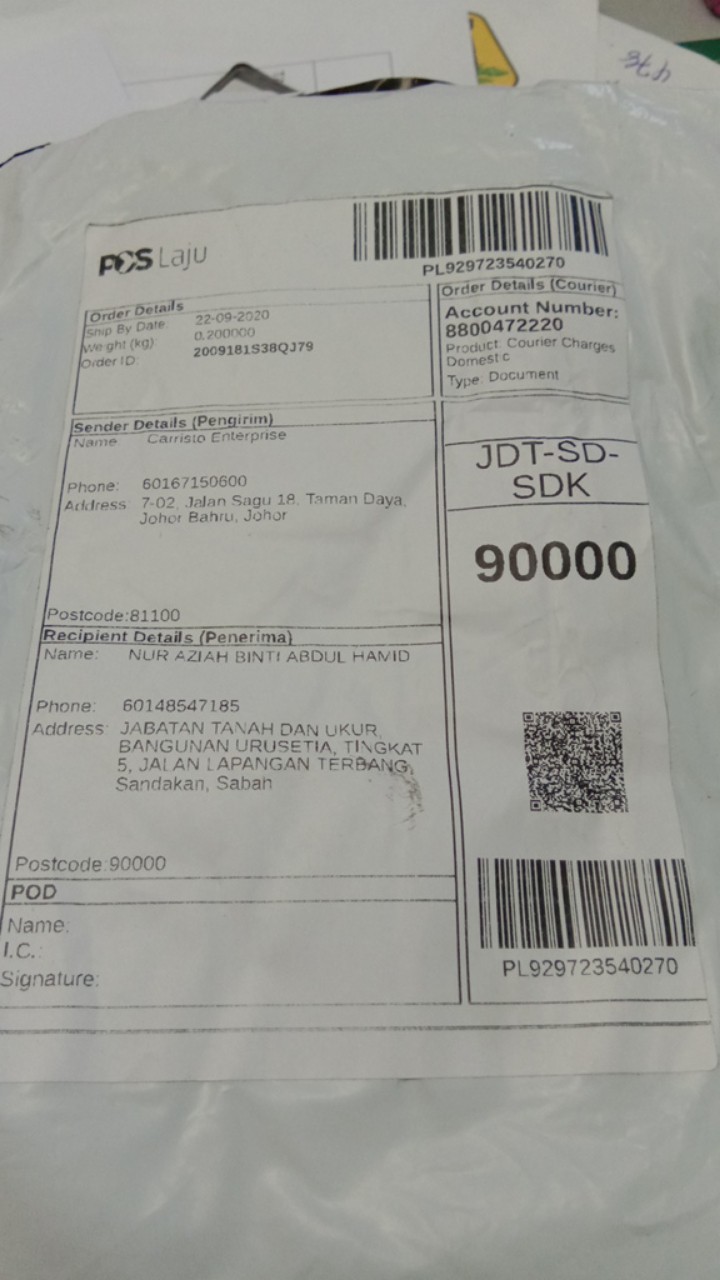 3th
POS Laju
PL929723540270
Order Details
Ship By Date: 22-09-2020
Weight (kg): 0.200000
Order ID: 2009181S38QJ79
Order Details (Courier)
Account Number:
8800472220
Product: Courier Charges
Domestic
Type: Document
Sender Details (Pengirim)
Name: Carristo Enterprise
Phone: 60167150600
Address: 7-02, Jalan Sagu 18, Taman Daya,
Johor Bahru, Johor
Postcode:81100
JDT-SD-
SDK
90000
Recipient Details (Penerima)
Name: NUR AZIAH BINTI ABDUL HAMID
Phone: 60148547185
Address: JABATAN TANAH DAN UKUR,
BANGUNAN URUSETIA, TINGKAT
5, JALAN LAPANGAN TERBANG,
Sandakan, Sabah
Postcode:90000
POD
Name:
I.C.:
Signature:
PL929723540270